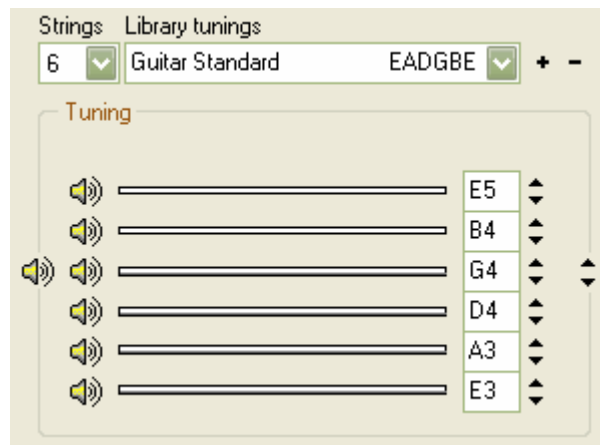 Strings Library tunings
6 Guitar Standard EADGBE + -
Tuning
E5
B4
G4
D4
A3
E3